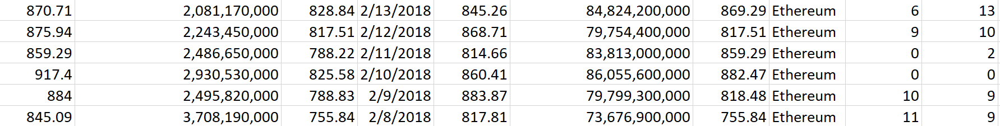 870.71 2,081,170,000 828.84 2/13/2018 845.26 84,824,200,000 869.29 Ethereum 6 13
875.94 2,243,450,000 817.51 2/12/2018 868.71 79,754,400,000 817.51 Ethereum 9 10
859.29 2,486,650,000 788.22 2/11/2018 814.66 83,813,000,000 859.29 Ethereum 0 2
917.4 2,930,530,000 825.58 2/10/2018 860.41 86,055,600,000 882.47 Ethereum 0 0
884 2,495,820,000 788.83 2/9/2018 883.87 79,799,300,000 818.48 Ethereum 10 9
845.09 3,708,190,000 755.84 2/8/2018 817.81 73,676,900,000 755.84 Ethereum 11 9